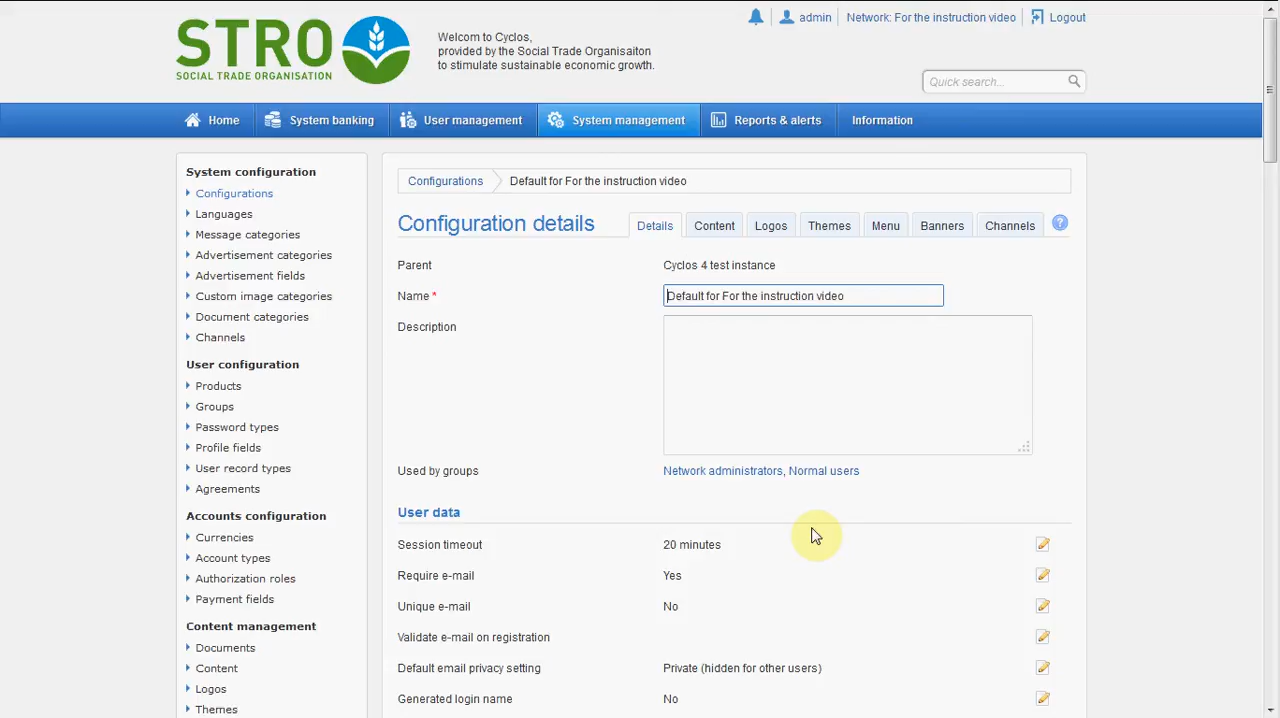 STRO
SOCIAL TRADE ORGANISATION
Welcom to Cyclos,
provided by the Social Trade Organisaiton
to stimulate sustainable economic growth.
admin
Network: For the instruction video
Logout
Quick search...
Home
System banking
User management
System management
Reports & alerts
Information
System configuration
Configurations
Languages
Message categories
Advertisement categories
Advertisement fields
Custom image categories
Document categories
Channels
User configuration
Products
Groups
Password types
Profile fields
User record types
Agreements
Accounts configuration
Currencies
Account types
Authorization roles
Payment fields
Content management
Documents
Content
Logos
Themes
Configurations
Default for For the instruction video
Configuration details
Details
Content
Logos
Themes
Menu
Banners
Channels
?
Parent Cyclos 4 test instance
Name * Default for For the instruction video
Description
Used by groups Network administrators, Normal users
User data
Session timeout 20 minutes
Require e-mail Yes
Unique e-mail No
Validate e-mail on registration
Default email privacy setting Private (hidden for other users)
Generated login name No